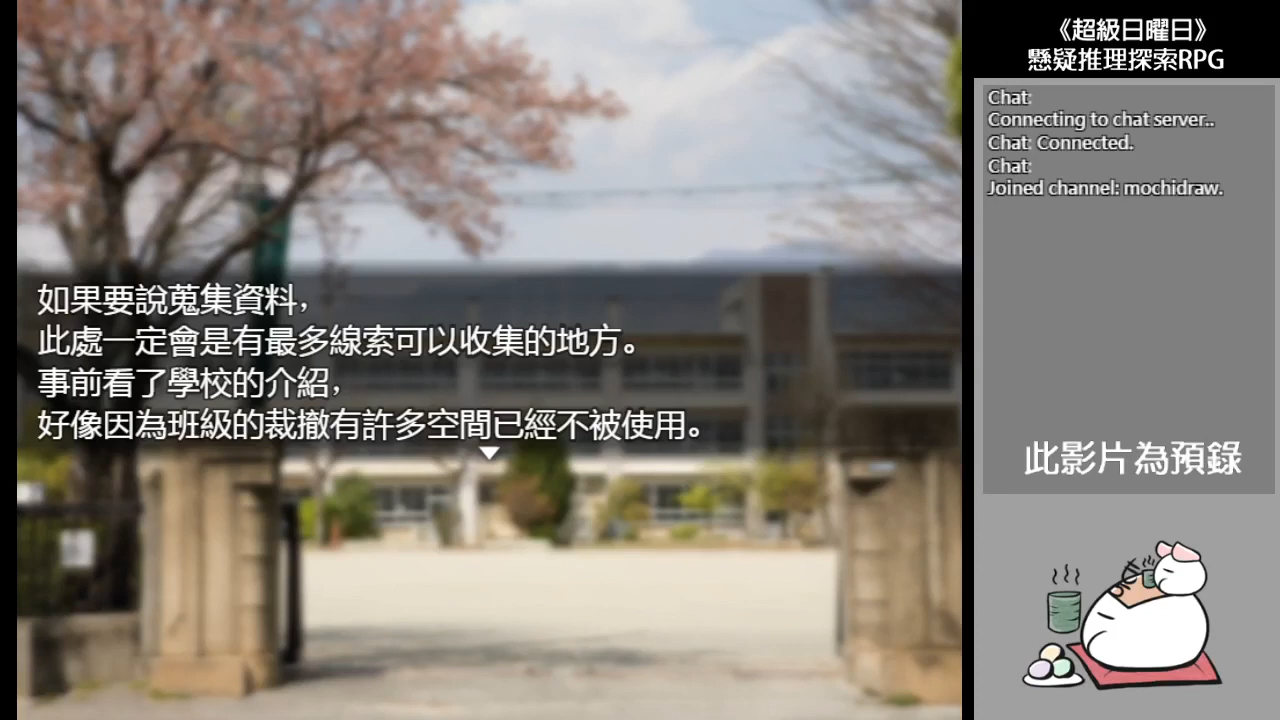 如果要說蒐集資料，
此處一定會是有最多線索可以收集的地方。
事前看了學校的介紹，
好像因為班級的裁撤有許多空間已經不被使用。
《超級日曜日》
懸疑推理探索RPG
Chat:
Connecting to chat server..
Chat: Connected.
Chat:
Joined channel: mochidraw.
此影片為預錄